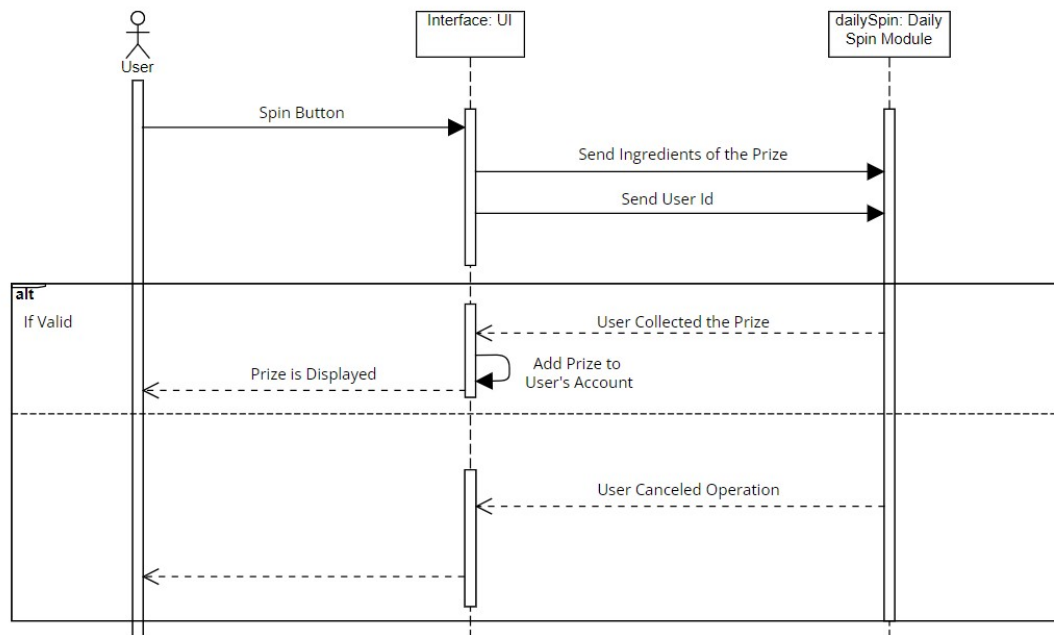 Interface: UI
dailySpin: Daily
Spin Module
User
Spin Button
Send Ingredients of the Prize
Send User Id
alt
If Valid
User Collected the Prize
Add Prize to
User's Account
Prize is Displayed
User Canceled Operation